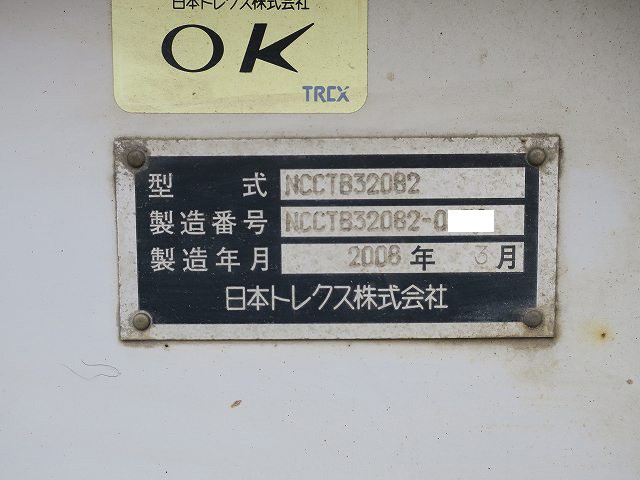 日本トレクス株式会社
OK
TREX
型 式 NCCTB32082
製造番号 NCCTB32082-0
製造年月 2008 年 3 月
日本トレクス株式会社